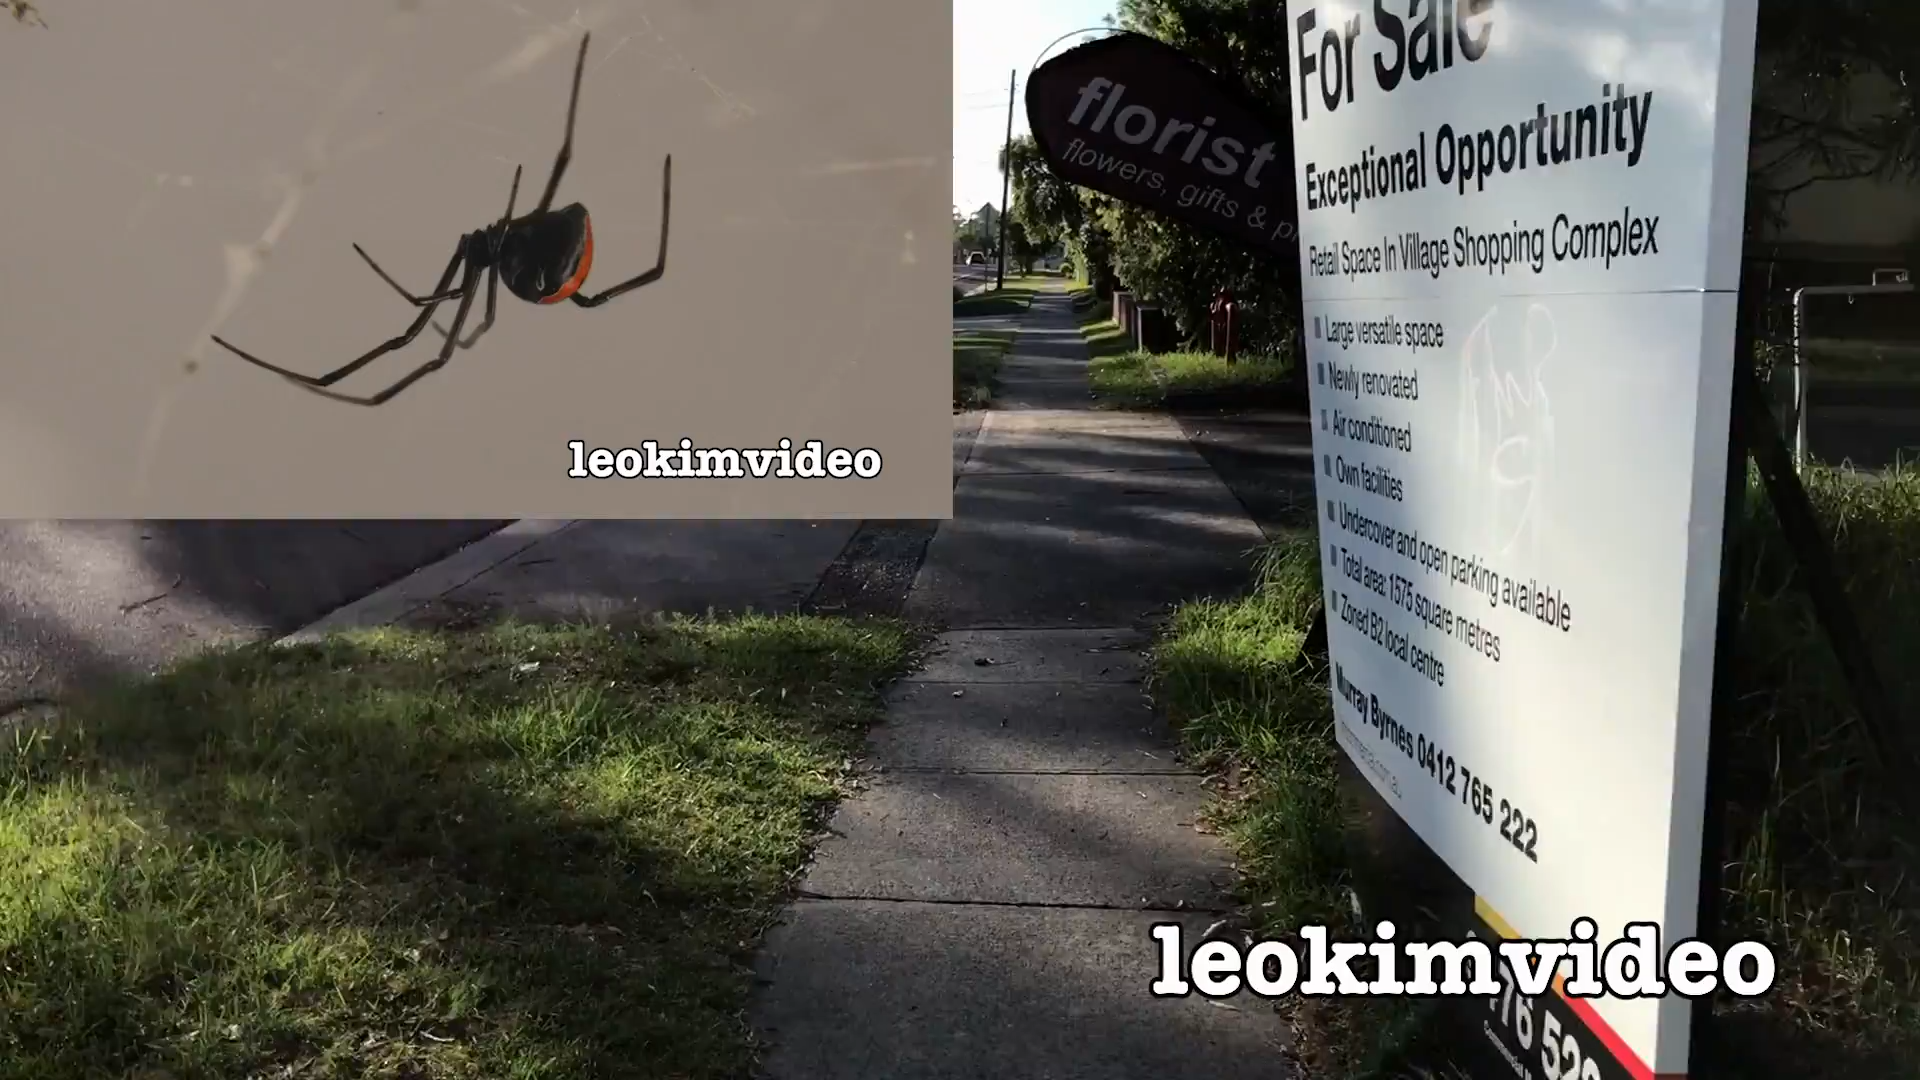 leokimvideo
florist
flowers, gifts &
For Sale
Exceptional Opportunity
Retail Space In Village Shopping Complex
Large versatile space
Newly renovated
Air conditioned
Own facilities
Undercover and open parking available
Total area: 1575 square metres
Zoned B2 local centre
Murray Byrnes 0412 765 222
leokimvideo